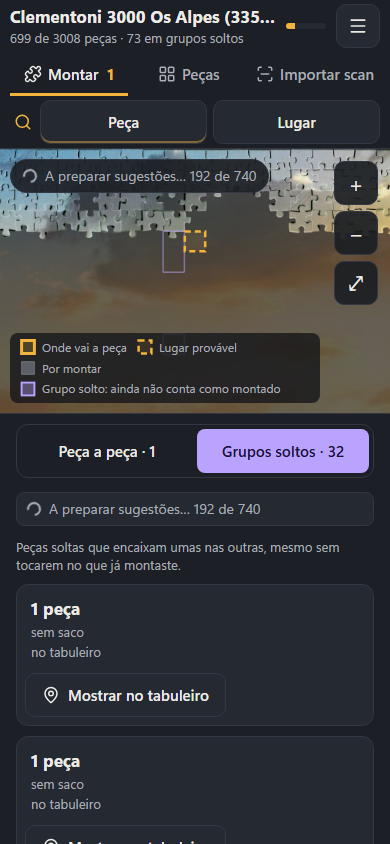 Clementoni 3000 Os Alpes (335...
699 de 3008 peças · 73 em grupos soltos
Montar 1
Peças
Importar scan
Peça
Lugar
A preparar sugestões... 192 de 740
+
−
Onde vai a peça
Lugar provável
Por montar
Grupo solto: ainda não conta como montado
Peça a peça · 1
Grupos soltos · 32
A preparar sugestões... 192 de 740
Peças soltas que encaixam umas nas outras, mesmo sem
tocarem no que já montaste.
1 peça
sem saco
no tabuleiro
Mostrar no tabuleiro
1 peça
sem saco
no tabuleiro